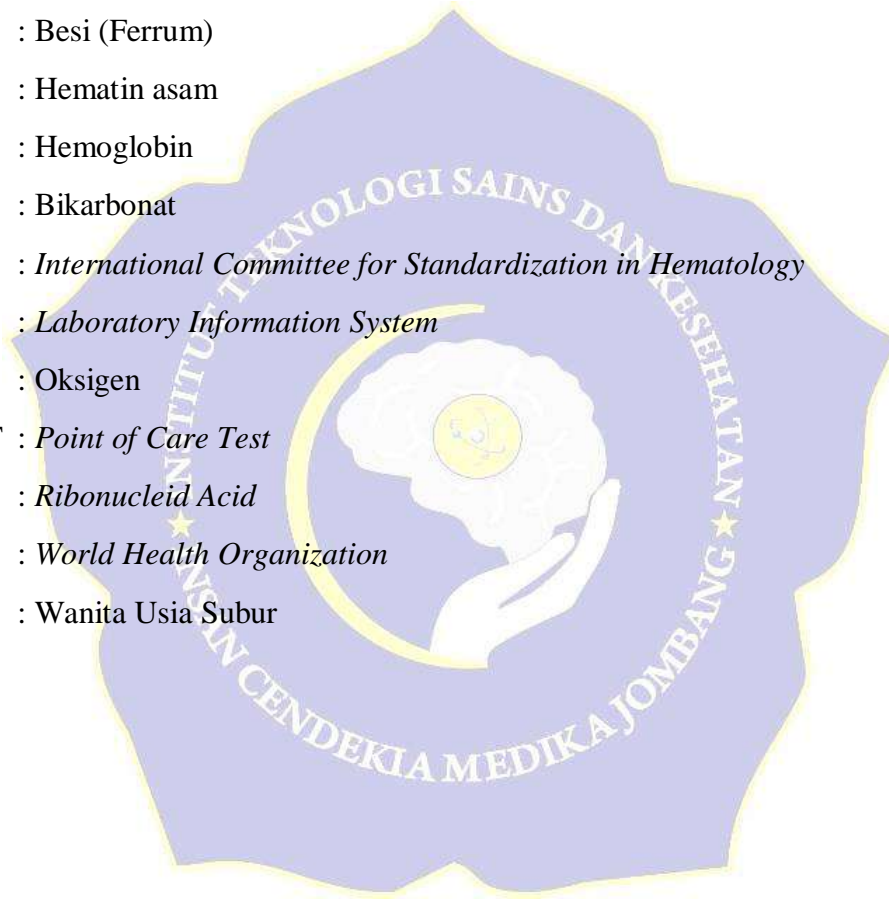 : Besi (Ferrum)
: Hematin asam
: Hemoglobin
: Bikarbonat
: International Committee for Standardization in Hematology
: Laboratory Information System
: Oksigen
: Point of Care Test
: Ribonucleid Acid
: World Health Organization
: Wanita Usia Subur
INSTITUT TEKNOLOGI SAINS DAN KESEHATAN
INSAN CENDEKIA MEDIKA JOMBANG